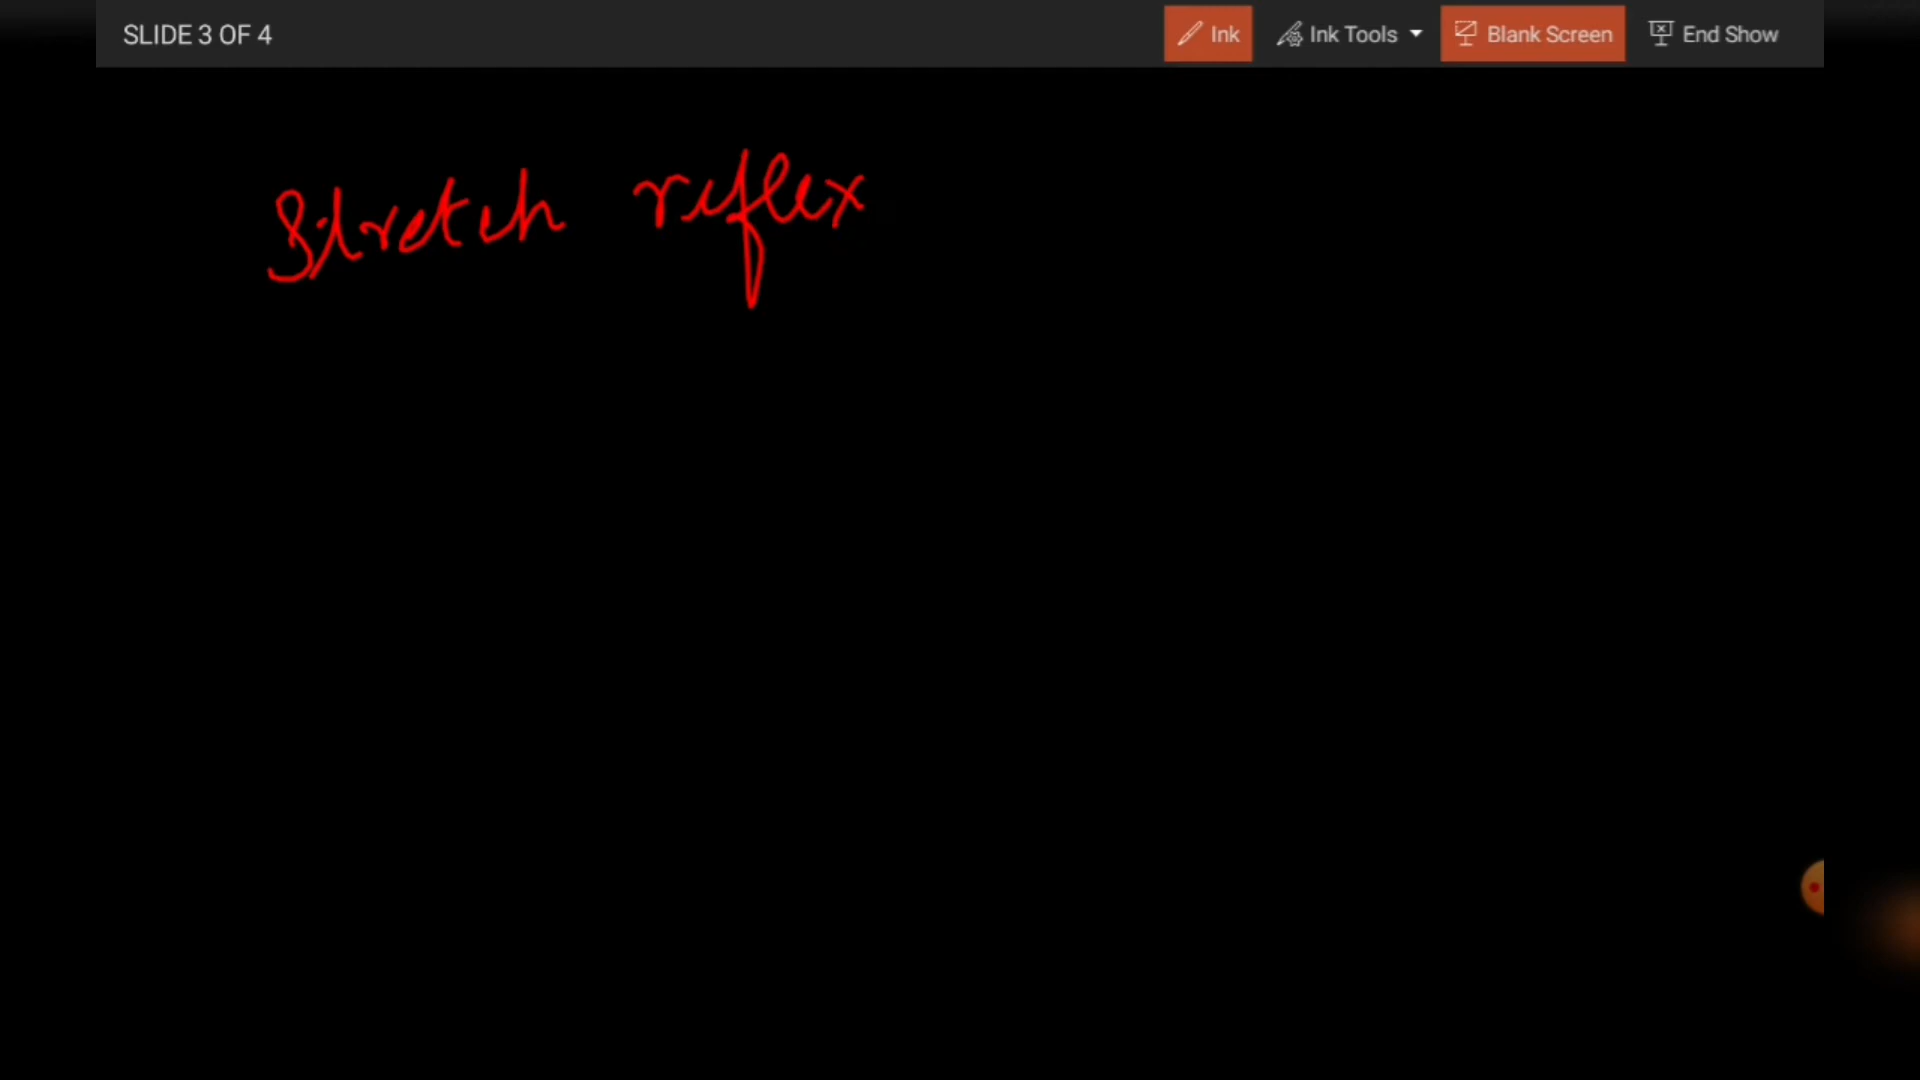 SLIDE 3 OF 4 Ink Ink Tools Blank Screen End Show
Stretch reflex